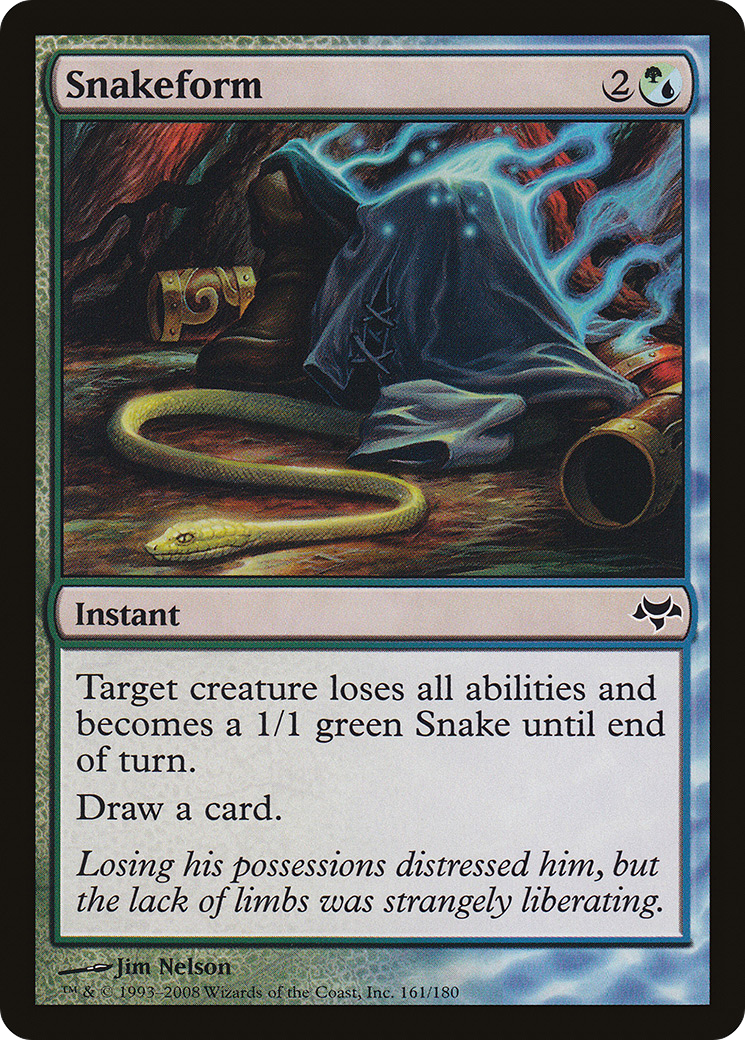 Snakeform 2
Instant
Target creature loses all abilities and
becomes a 1/1 green Snake until end
of turn.
Draw a card.
Losing his possessions distressed him, but
the lack of limbs was strangely liberating.
Jim Nelson
™ & © 1993–2008 Wizards of the Coast, Inc. 161/180